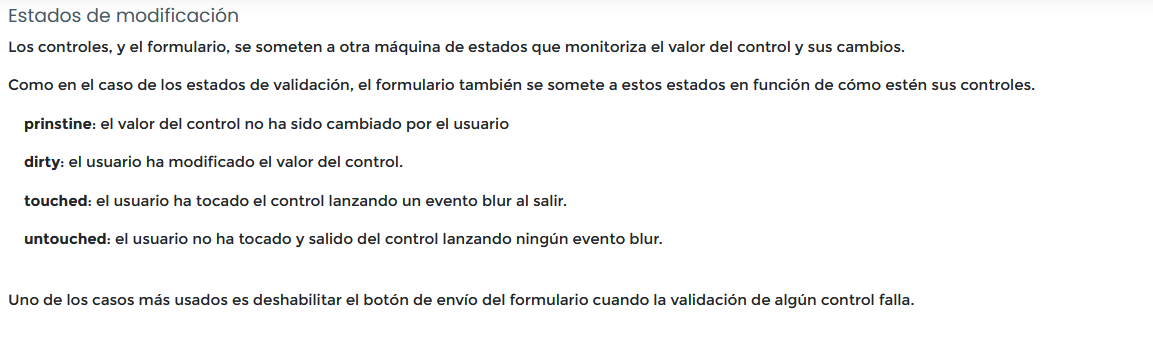 Estados de modificación
Los controles, y el formulario, se someten a otra máquina de estados que monitoriza el valor del control y sus cambios.
Como en el caso de los estados de validación, el formulario también se somete a estos estados en función de cómo estén sus controles.
prinstine: el valor del control no ha sido cambiado por el usuario
dirty: el usuario ha modificado el valor del control.
touched: el usuario ha tocado el control lanzando un evento blur al salir.
untouched: el usuario no ha tocado y salido del control lanzando ningún evento blur.
Uno de los casos más usados es deshabilitar el botón de envío del formulario cuando la validación de algún control falla.